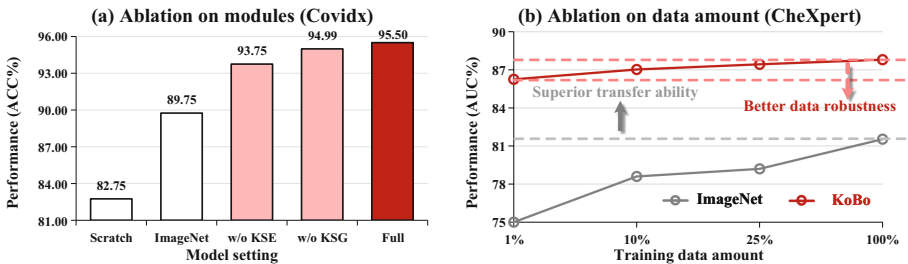 (a) Ablation on modules (Covidx)
Performance (ACC%)
96.00
93.00
90.00
87.00
84.00
81.00
82.75
89.75
93.75
94.99
95.50
Scratch ImageNet w/o KSE w/o KSG Full
Model setting
(b) Ablation on data amount (CheXpert)
Performance (AUC%)
90
87
84
81
78
75
Superior transfer ability
Better data robustness
ImageNet KoBo
1% 10% 25% 100%
Training data amount